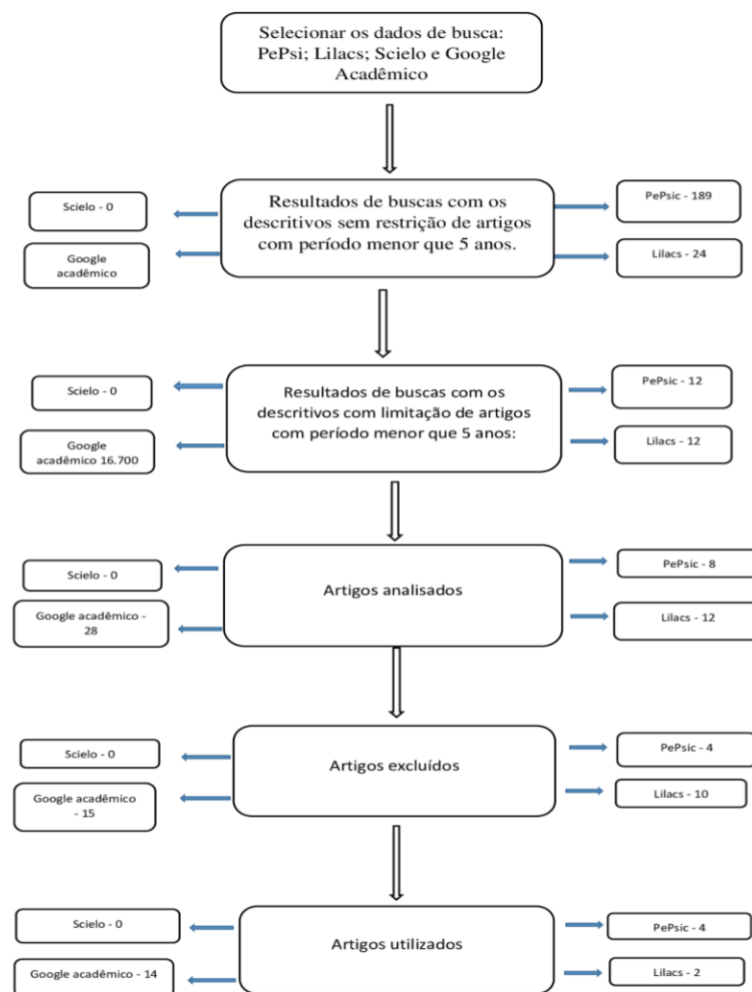 Selecionar os dados de busca:
PePsi; Lilacs; Scielo e Google
Acadêmico
Scielo - 0
Google
acadêmico
Resultados de buscas com os
descritivos sem restrição de artigos
com período menor que 5 anos.
PePsic - 189
Lilacs - 24
Scielo - 0
Google
acadêmico 16.700
Resultados de buscas com os
descritivos com limitação de artigos
com período menor que 5 anos:
PePsic - 12
Lilacs - 12
Scielo - 0
Google acadêmico -
28
Artigos analisados
PePsic - 8
Lilacs - 12
Scielo - 0
Google acadêmico
- 15
Artigos excluídos
PePsic - 4
Lilacs - 10
Scielo - 0
Google acadêmico - 14
Artigos utilizados
PePsic - 4
Lilacs - 2